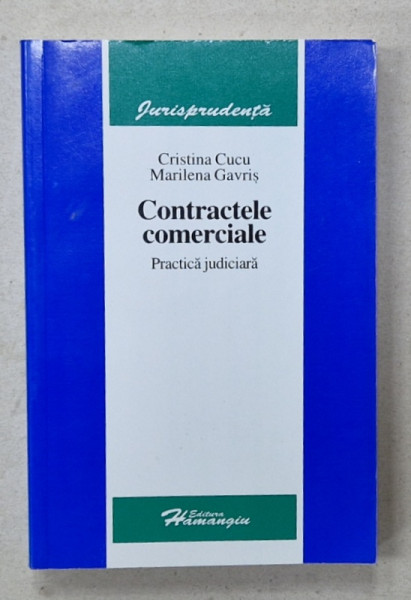 Jurisprudență
Cristina Cucu
Marilena Gavriș
Contractele
comerciale
Practică judiciară
Editura
Hamangiu